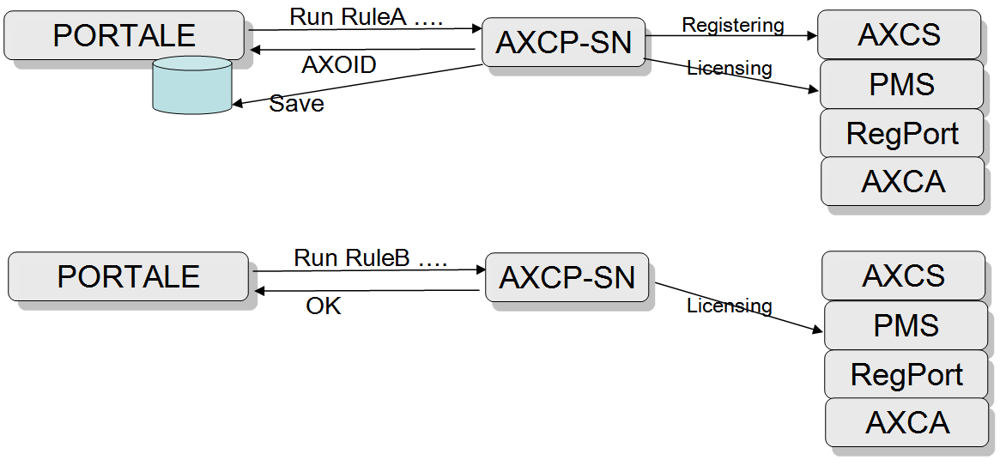 PORTALE
Run RuleA ….
AXCP-SN
Registering
AXCS
AXOID
Licensing
PMS
Save
RegPort
AXCA
PORTALE
Run RuleB ….
AXCP-SN
AXCS
OK
Licensing
PMS
RegPort
AXCA